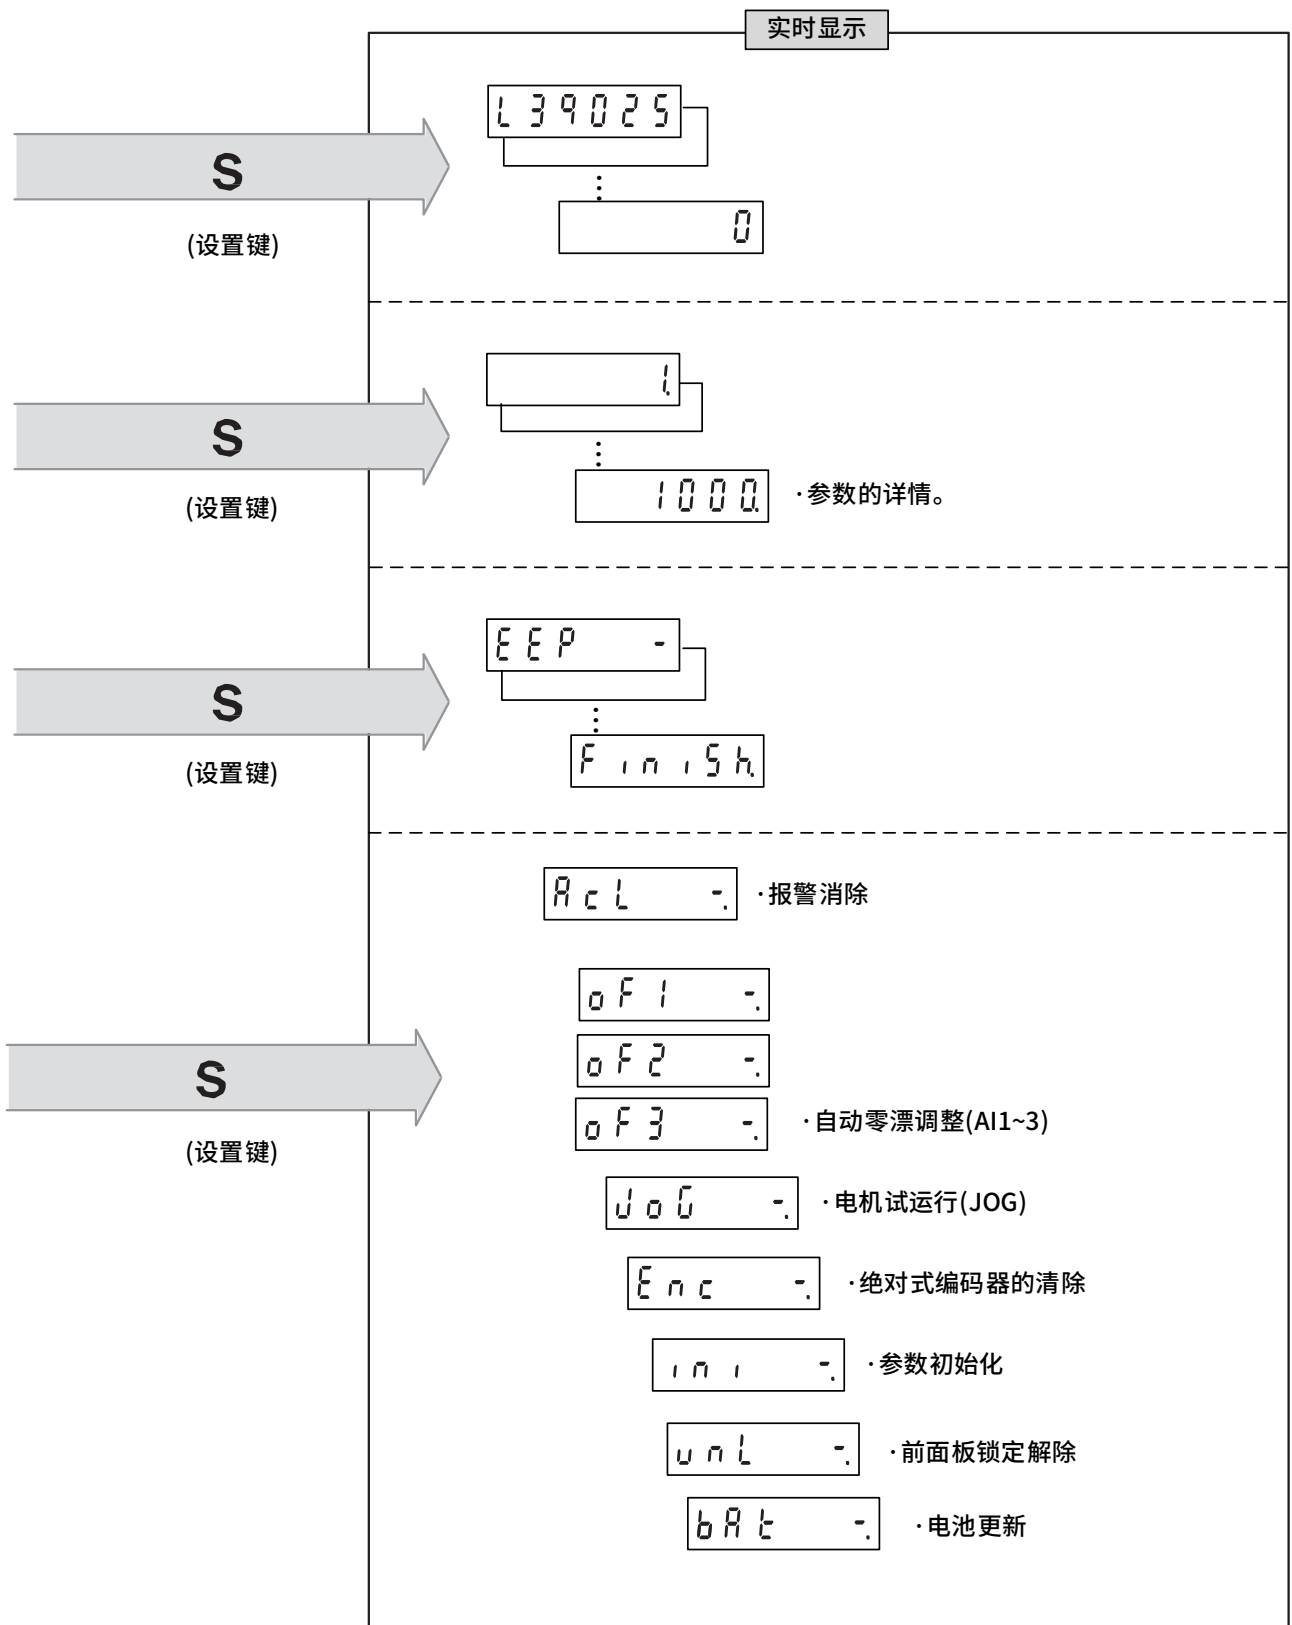 实时显示
L39025
S
(设置键)
0
1.
S
(设置键)
1000.
·参数的详情。
EEP -
S
(设置键)
FiniSh.
AcL -.
·报警消除
oF1 -.
oF2 -.
S
(设置键)
oF3 -.
·自动零漂调整(AI1~3)
JoG -.
·电机试运行(JOG)
Enc -.
·绝对式编码器的清除
ini -.
·参数初始化
unL -.
·前面板锁定解除
bAt -.
·电池更新